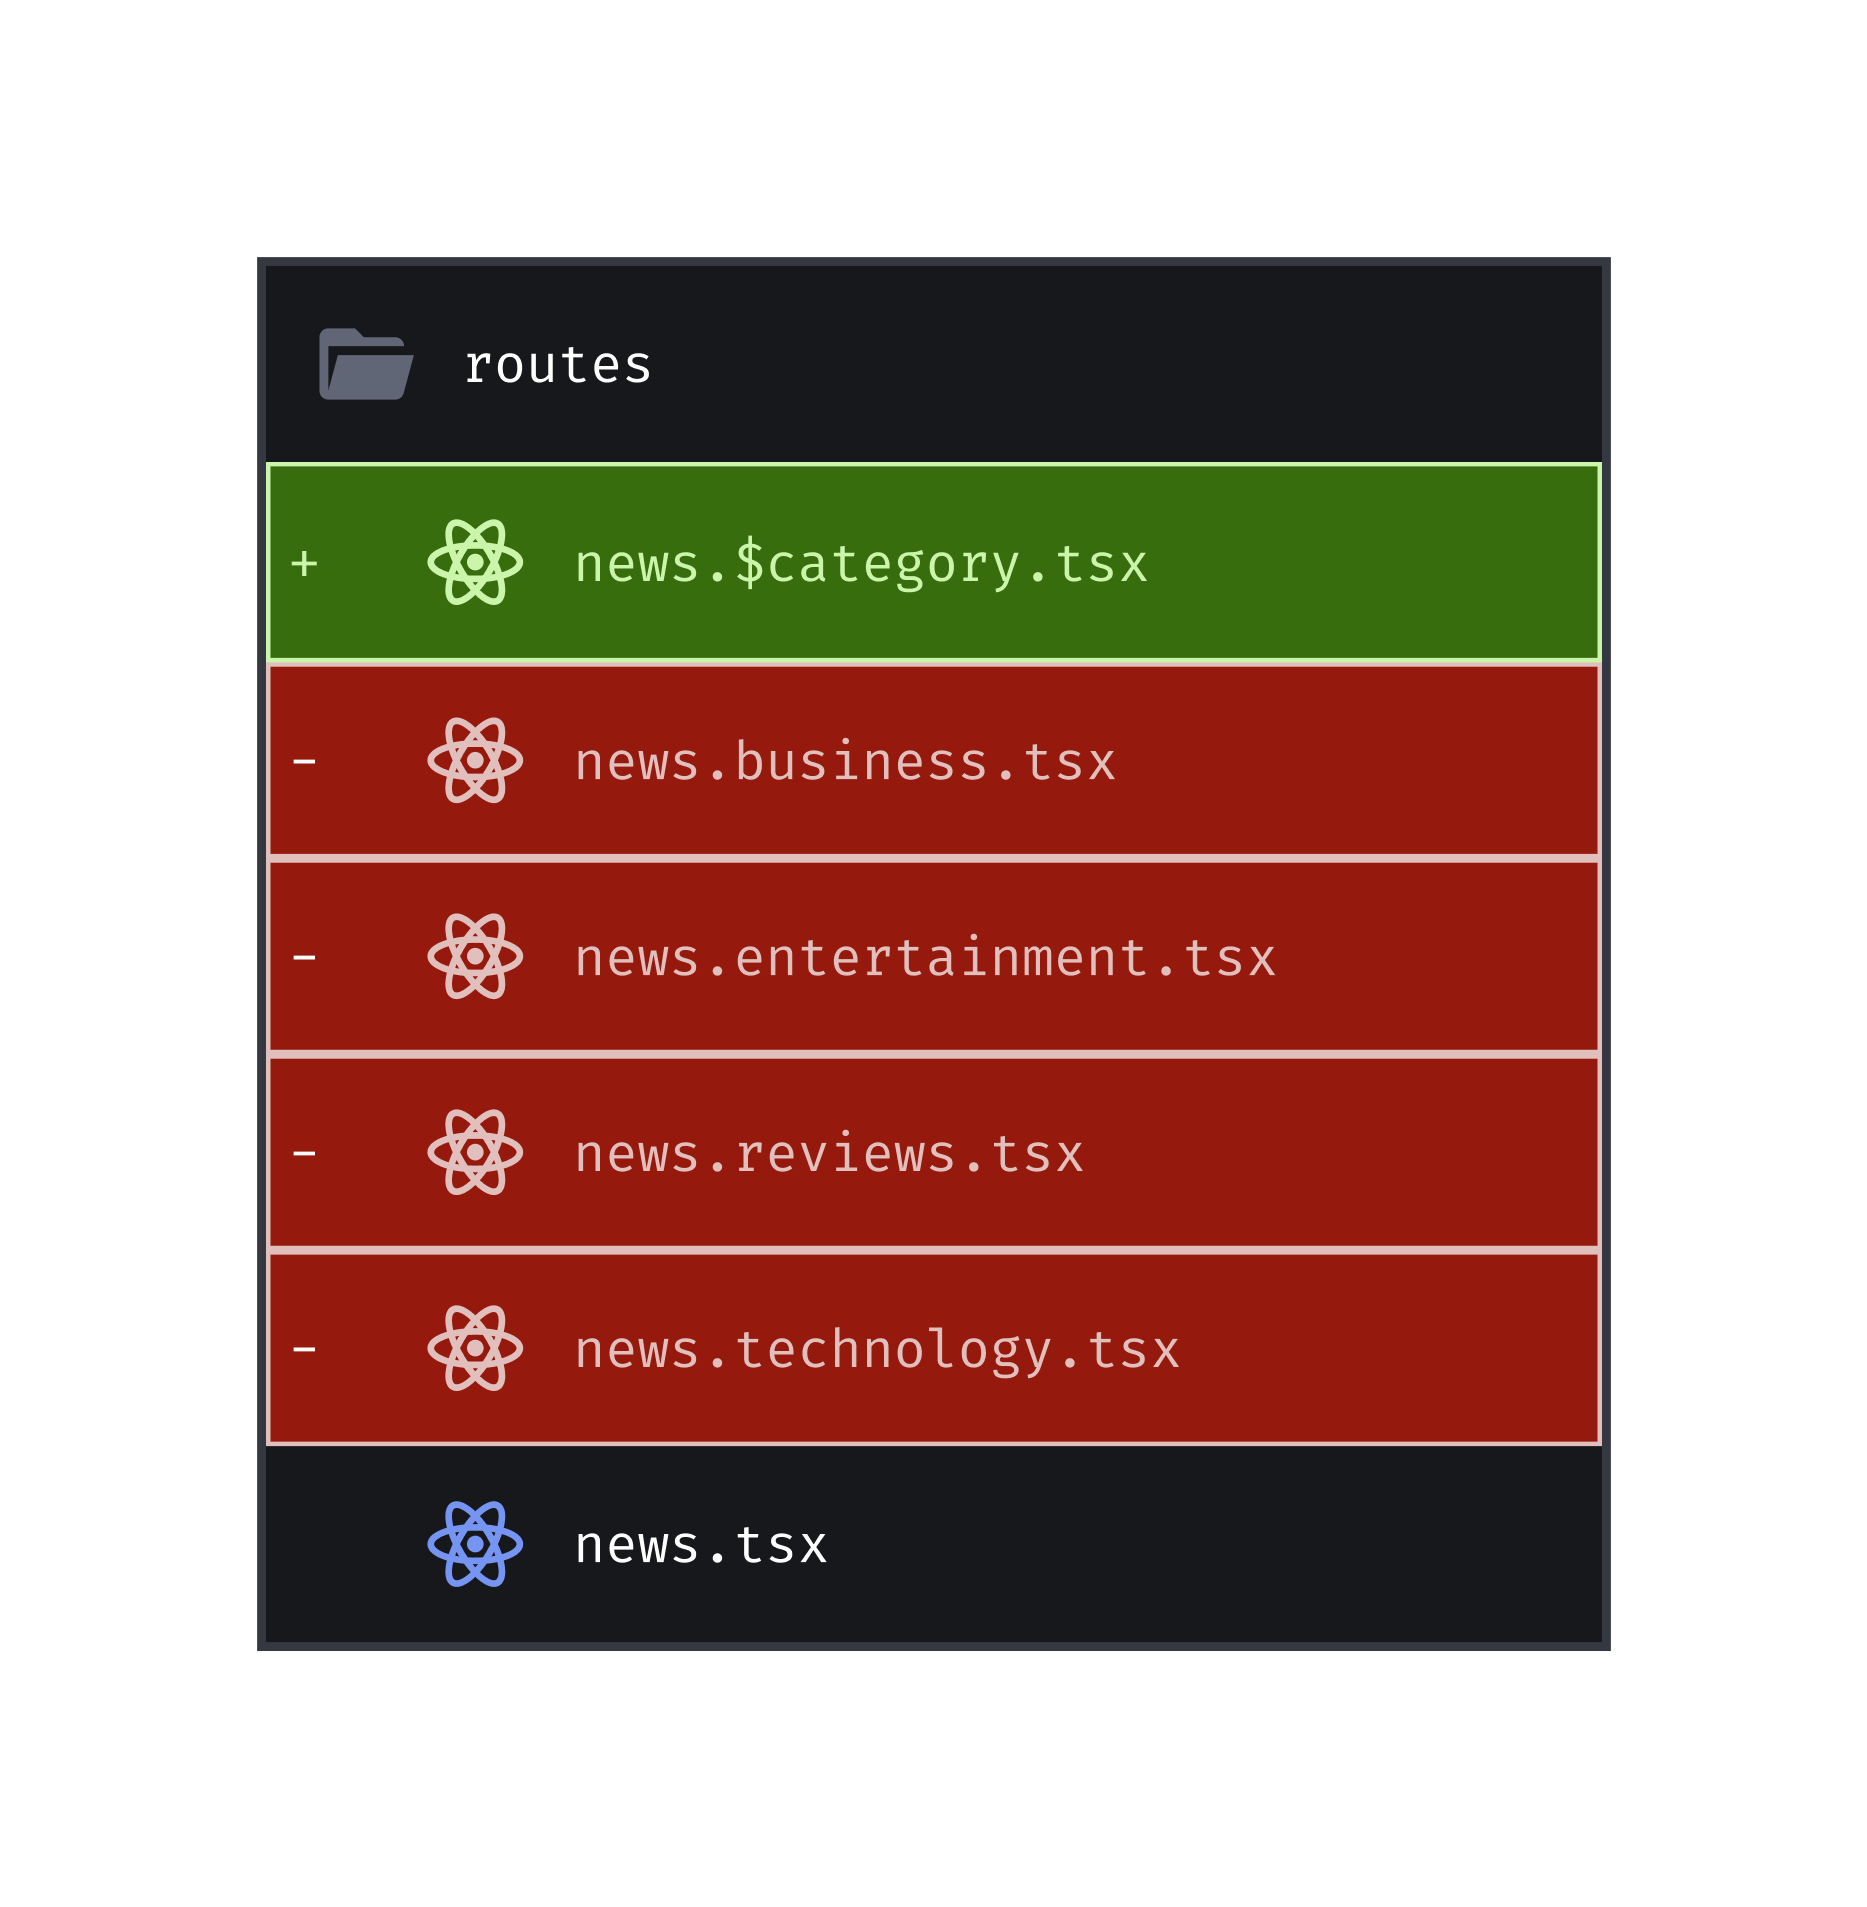 routes
+ news.$category.tsx
- news.business.tsx
- news.entertainment.tsx
- news.reviews.tsx
- news.technology.tsx
news.tsx